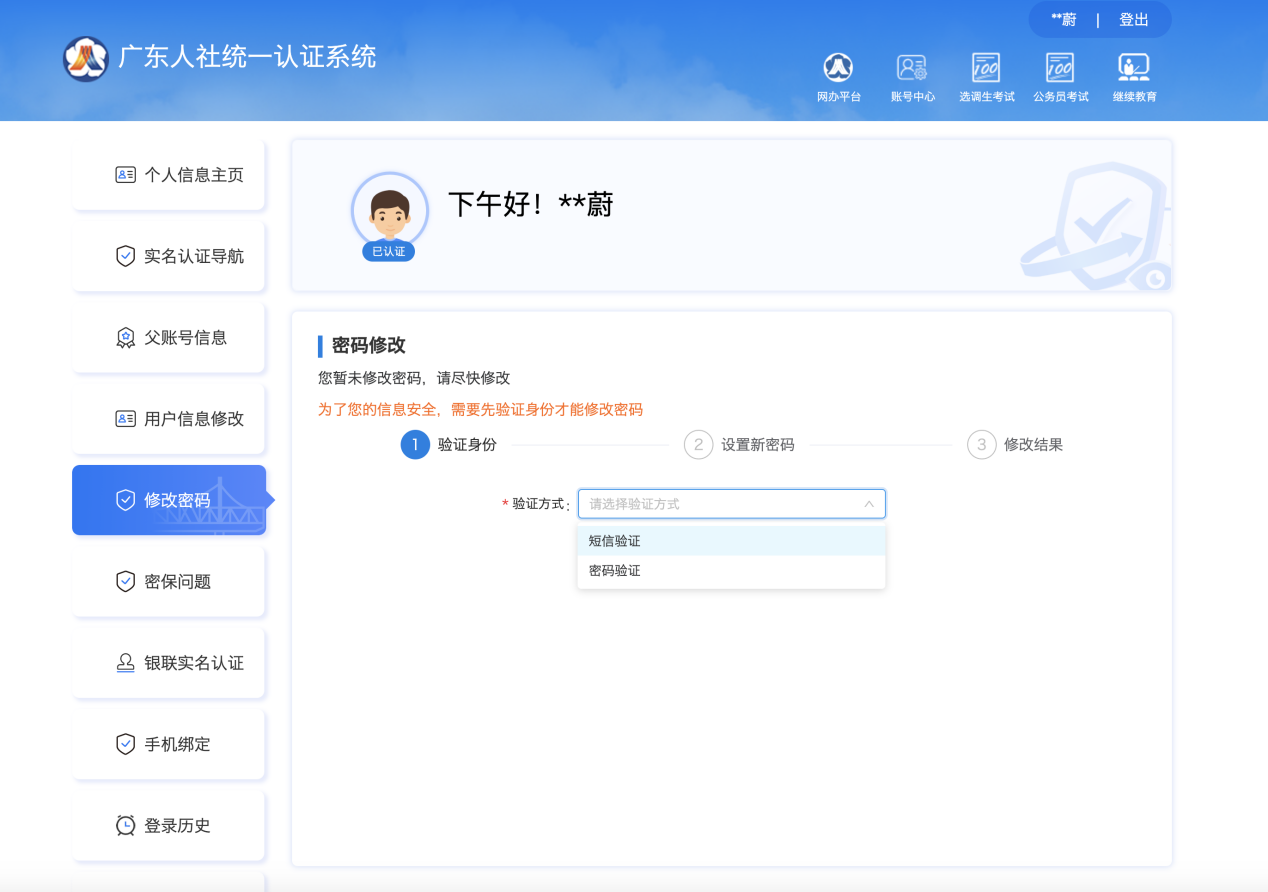 **蔚 | 登出
广东人社统一认证系统
网办平台 账号中心 选调生考试 公务员考试 继续教育
个人信息主页
实名认证导航
父账号信息
用户信息修改
修改密码
密保问题
银联实名认证
手机绑定
登录历史
下午好！**蔚
已认证
密码修改
您暂未修改密码，请尽快修改
为了您的信息安全，需要先验证身份才能修改密码
1 验证身份 2 设置新密码 3 修改结果
* 验证方式： 请选择验证方式
短信验证
密码验证